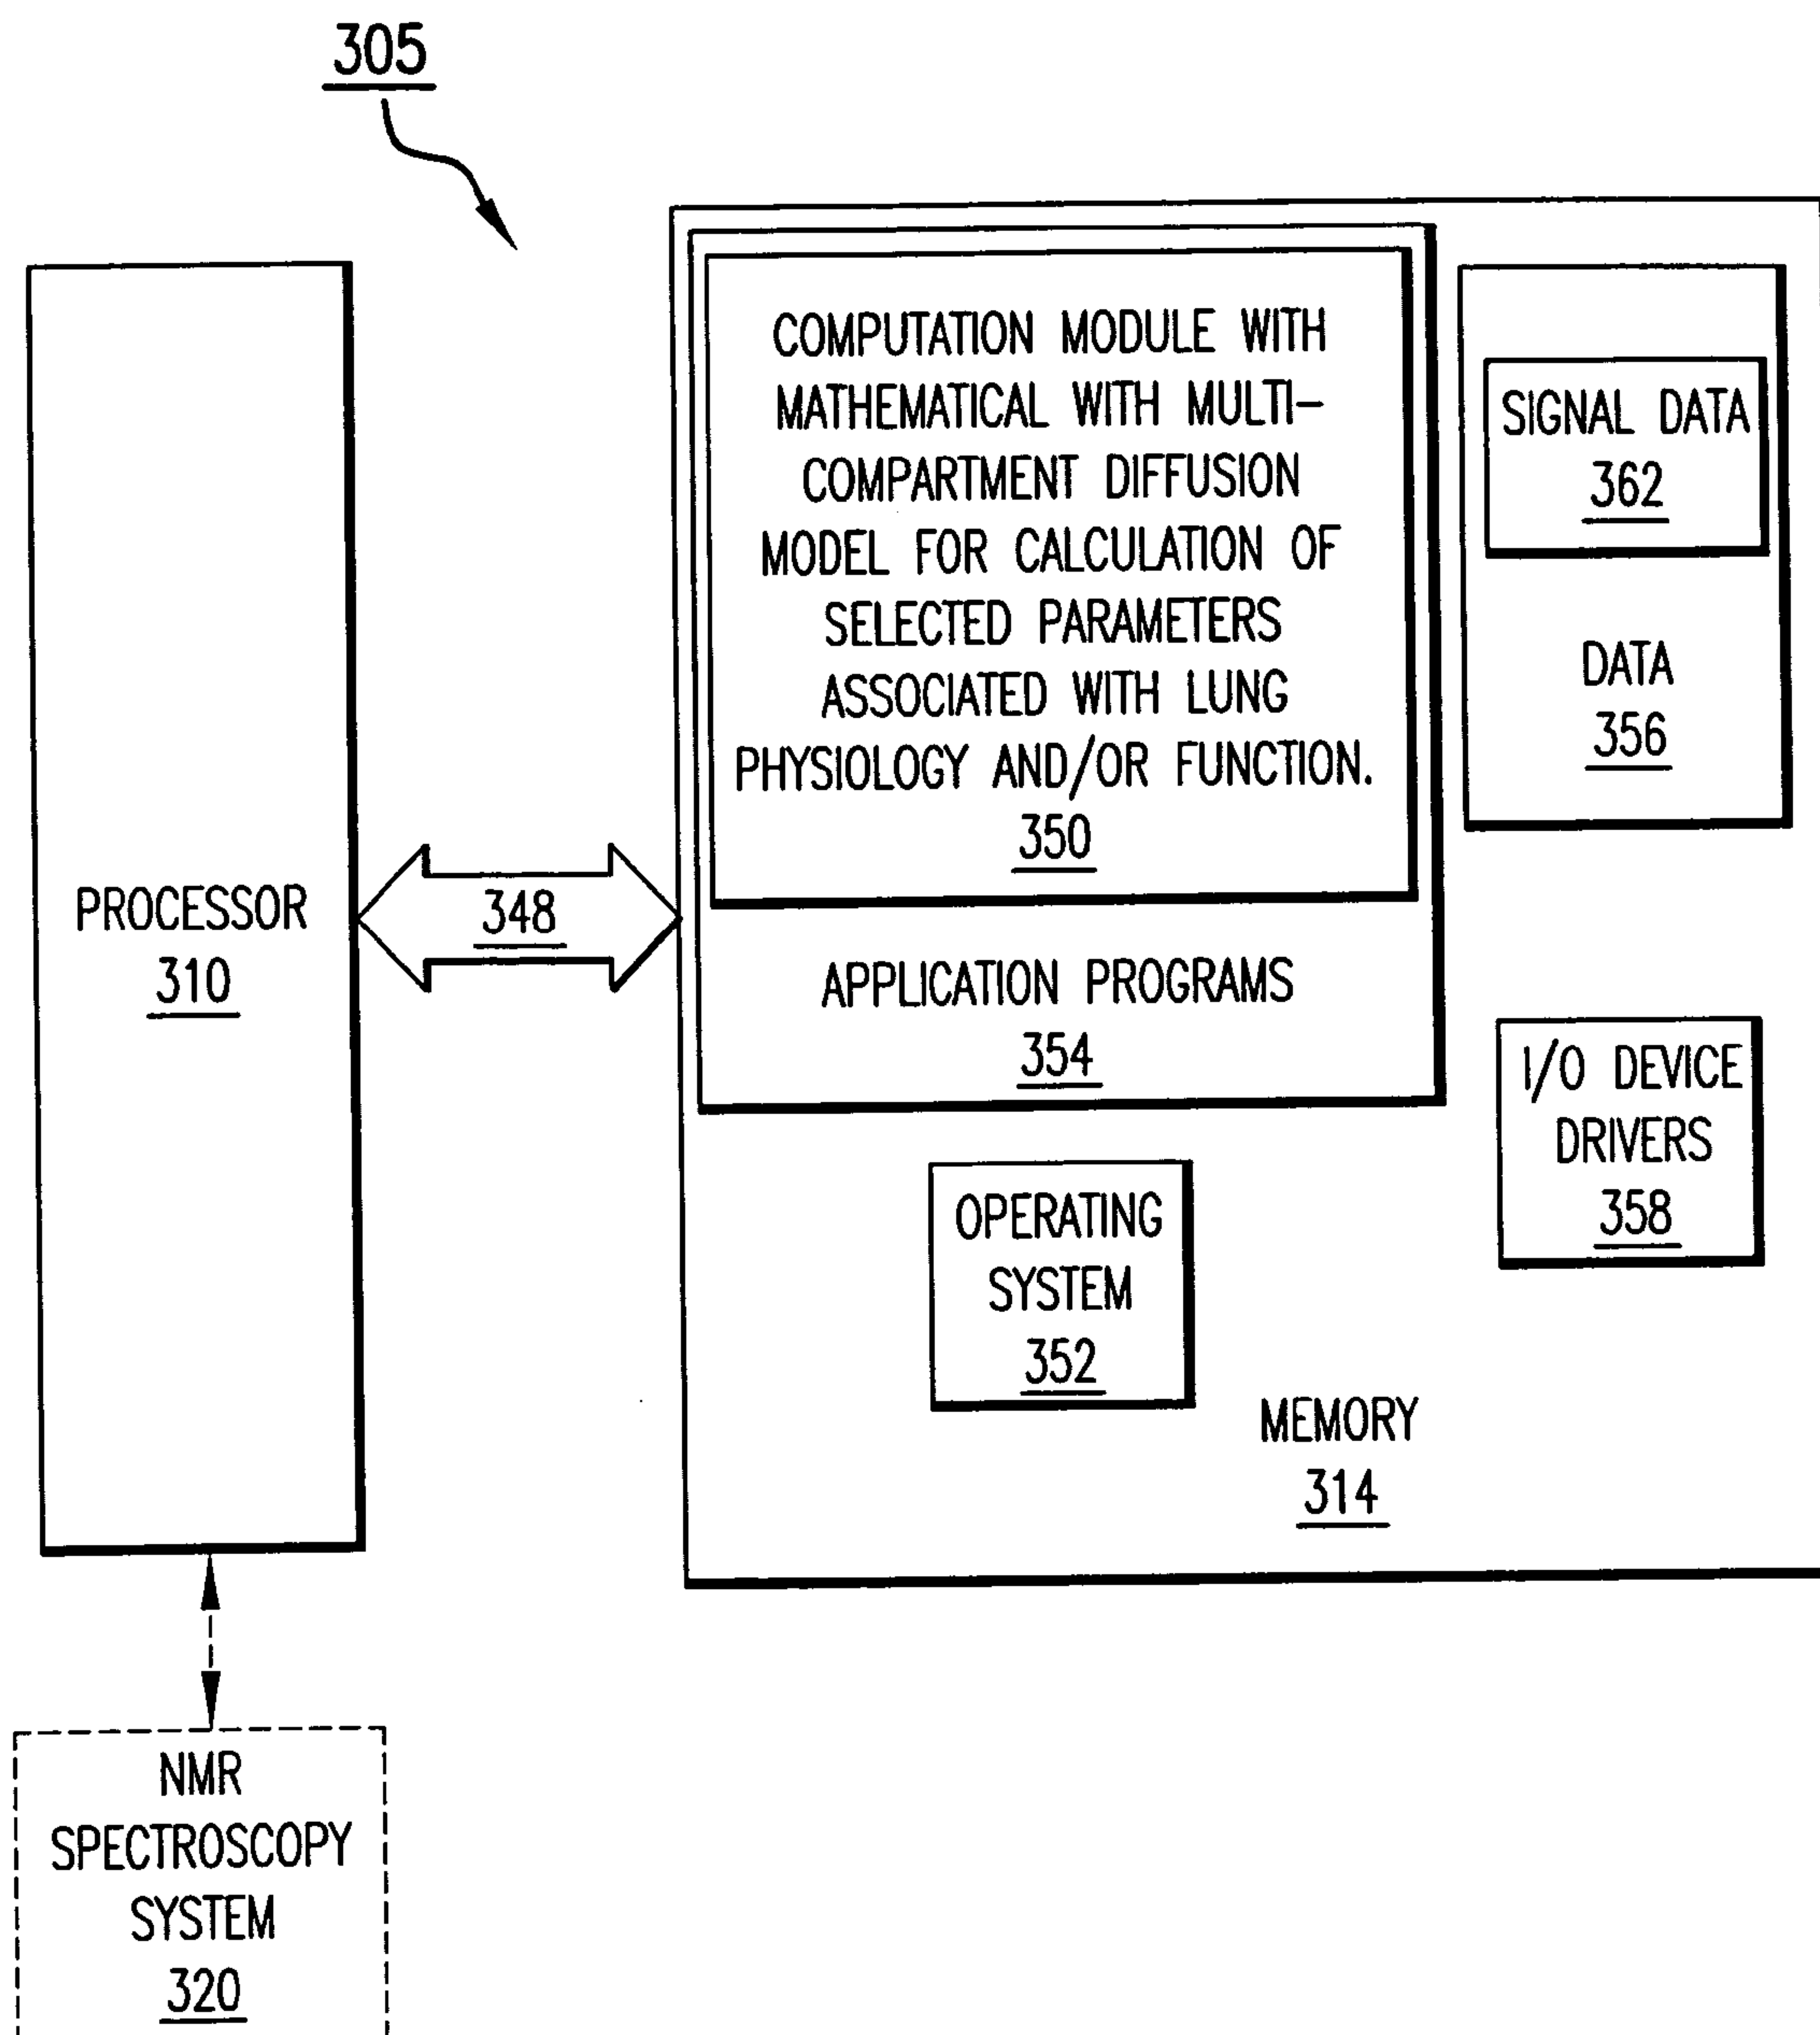 305
COMPUTATION MODULE WITH
MATHEMATICAL WITH MULTI-
COMPARTMENT DIFFUSION
MODEL FOR CALCULATION OF
SELECTED PARAMETERS
ASSOCIATED WITH LUNG
PHYSIOLOGY AND/OR FUNCTION.
350
SIGNAL DATA
362
DATA
356
PROCESSOR
310
348
APPLICATION PROGRAMS
354
I/O DEVICE
DRIVERS
358
OPERATING
SYSTEM
352
MEMORY
314
NMR
SPECTROSCOPY
SYSTEM
320